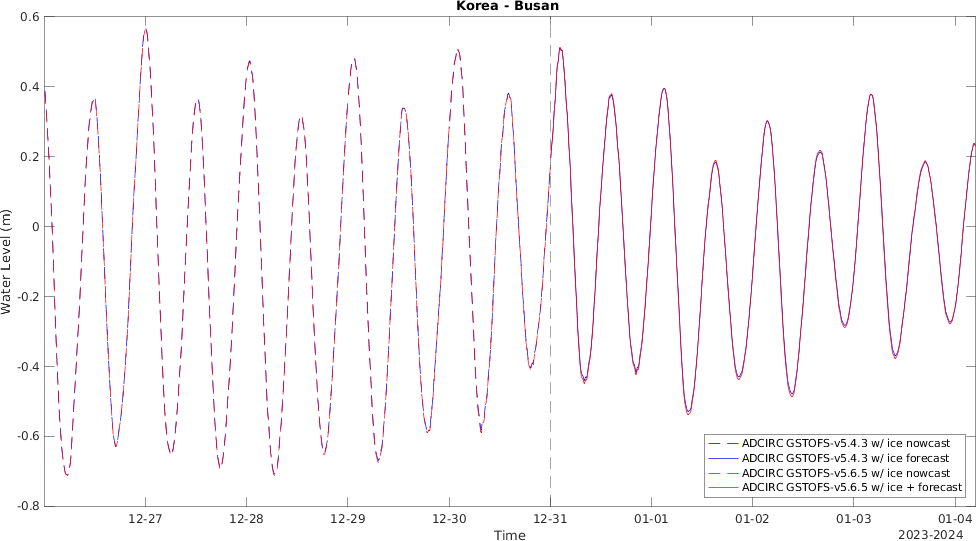 Korea - Busan
0.6
0.4
0.2
0
-0.2
-0.4
-0.6
-0.8
Water Level (m)
ADCIRC GSTOFS-v5.4.3 w/ ice nowcast
ADCIRC GSTOFS-v5.4.3 w/ ice forecast
ADCIRC GSTOFS-v5.6.5 w/ ice nowcast
ADCIRC GSTOFS-v5.6.5 w/ ice + forecast
12-27 12-28 12-29 12-30 12-31 01-01 01-02 01-03 01-04
Time
2023-2024